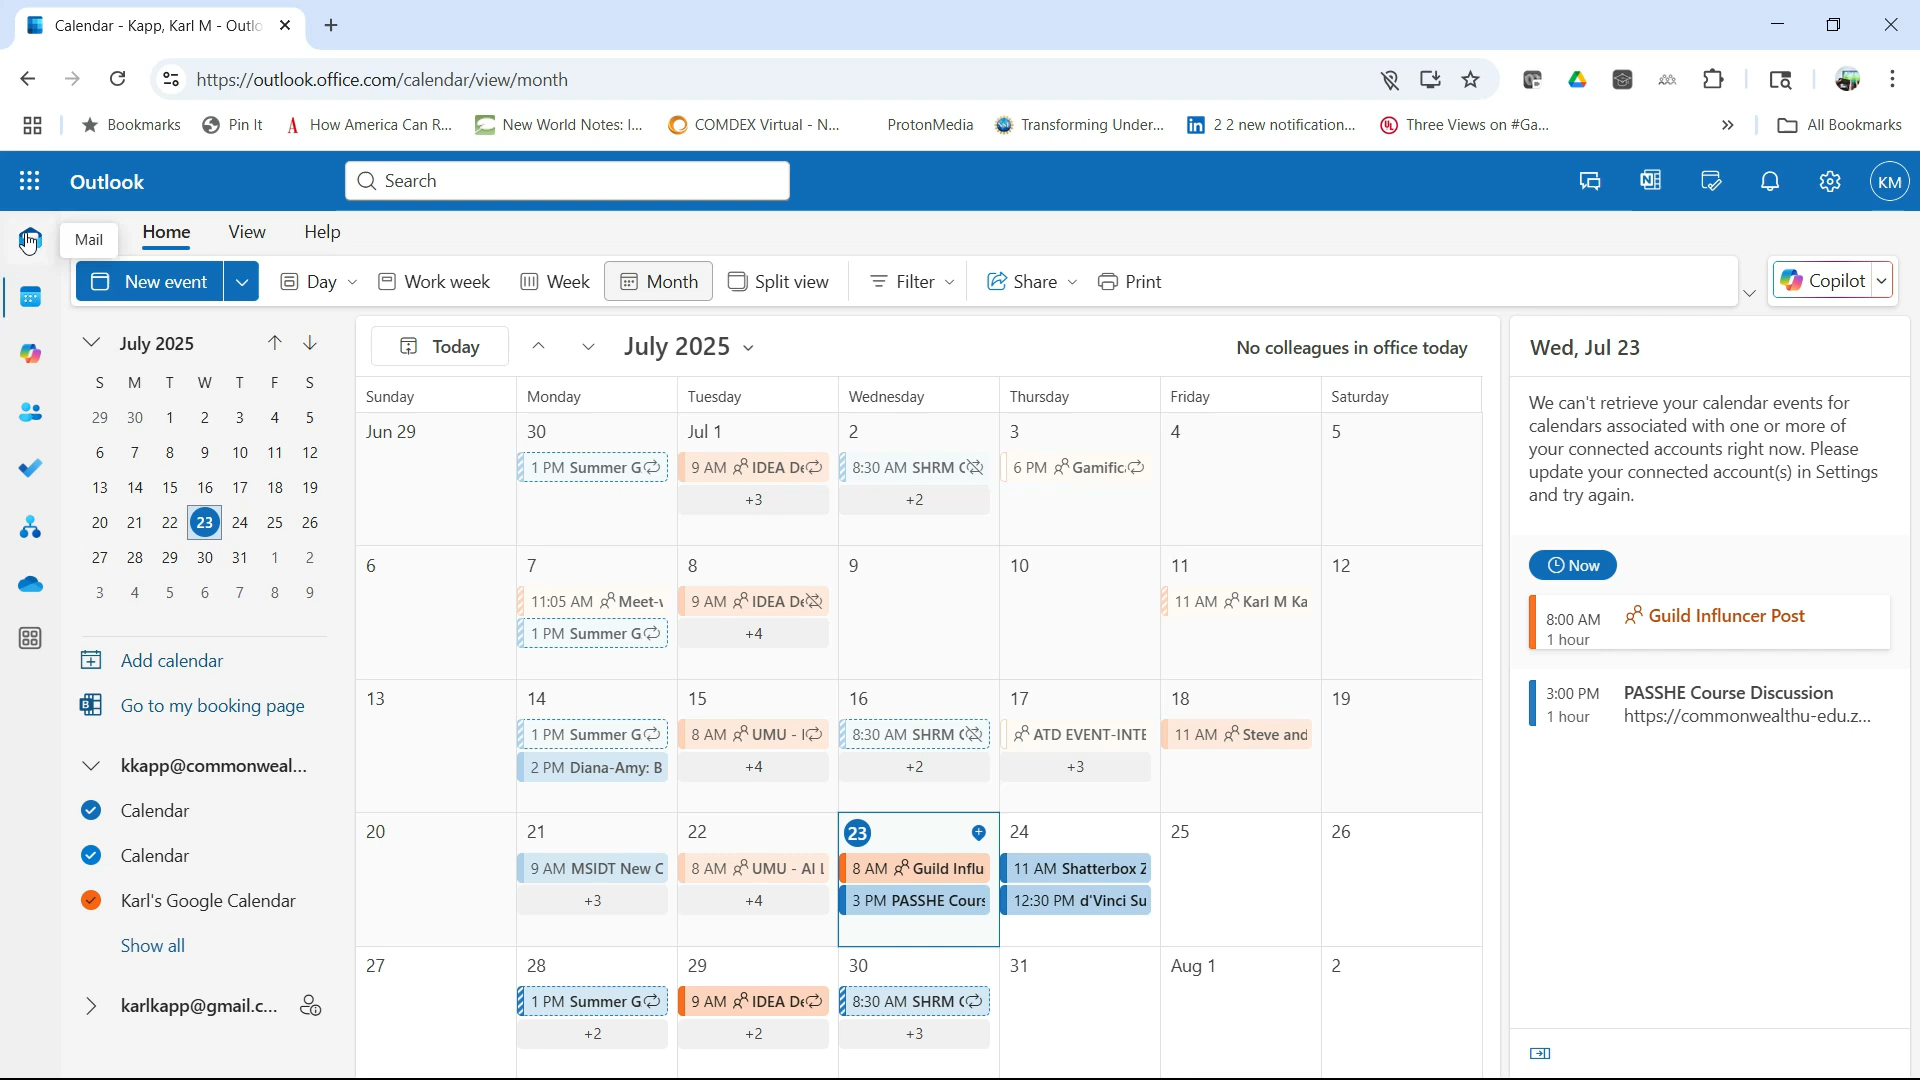 Calendar - Kapp, Karl M - Outlo
https://outlook.office.com/calendar/view/month
Bookmarks
Pin It
How America Can R...
New World Notes: I...
COMDEX Virtual - N...
ProtonMedia
Transforming Under...
2 2 new notification...
Three Views on #Ga...
All Bookmarks
Outlook
Search
KM
Mail
Home
View
Help
New event
Day
Work week
Week
Month
Split view
Filter
Share
Print
Copilot
July 2025
S M T W T F S
29 30 1 2 3 4 5
6 7 8 9 10 11 12
13 14 15 16 17 18 19
20 21 22 23 24 25 26
27 28 29 30 31 1 2
3 4 5 6 7 8 9
Add calendar
Go to my booking page
kkapp@commonweal...
Calendar
Calendar
Karl's Google Calendar
Show all
karlkapp@gmail.c...
Today
July 2025
No colleagues in office today
Sunday Monday Tuesday Wednesday Thursday Friday Saturday
Jun 29 30 Jul 1 2 3 4 5
1 PM Summer G 9 AM IDEA De 8:30 AM SHRM ( 6 PM Gamific
+3 +2
6 7 8 9 10 11 12
11:05 AM Meet-v 9 AM IDEA De 11 AM Karl M Ka
1 PM Summer G +4
13 14 15 16 17 18 19
1 PM Summer G 8 AM UMU - I 8:30 AM SHRM ( ATD EVENT-INTE 11 AM Steve and
2 PM Diana-Amy: B +4 +2 +3
20 21 22 23 24 25 26
9 AM MSIDT New C 8 AM UMU - AI L 8 AM Guild Influ 11 AM Shatterbox Z
+3 +4 3 PM PASSHE Cours 12:30 PM d'Vinci Su
27 28 29 30 31 Aug 1 2
1 PM Summer G 9 AM IDEA De 8:30 AM SHRM (
+2 +2 +3
Wed, Jul 23
We can't retrieve your calendar events for
calendars associated with one or more of
your connected accounts right now. Please
update your connected account(s) in Settings
and try again.
Now
8:00 AM Guild Influncer Post
1 hour
3:00 PM PASSHE Course Discussion
1 hour https://commonwealthu-edu.z...